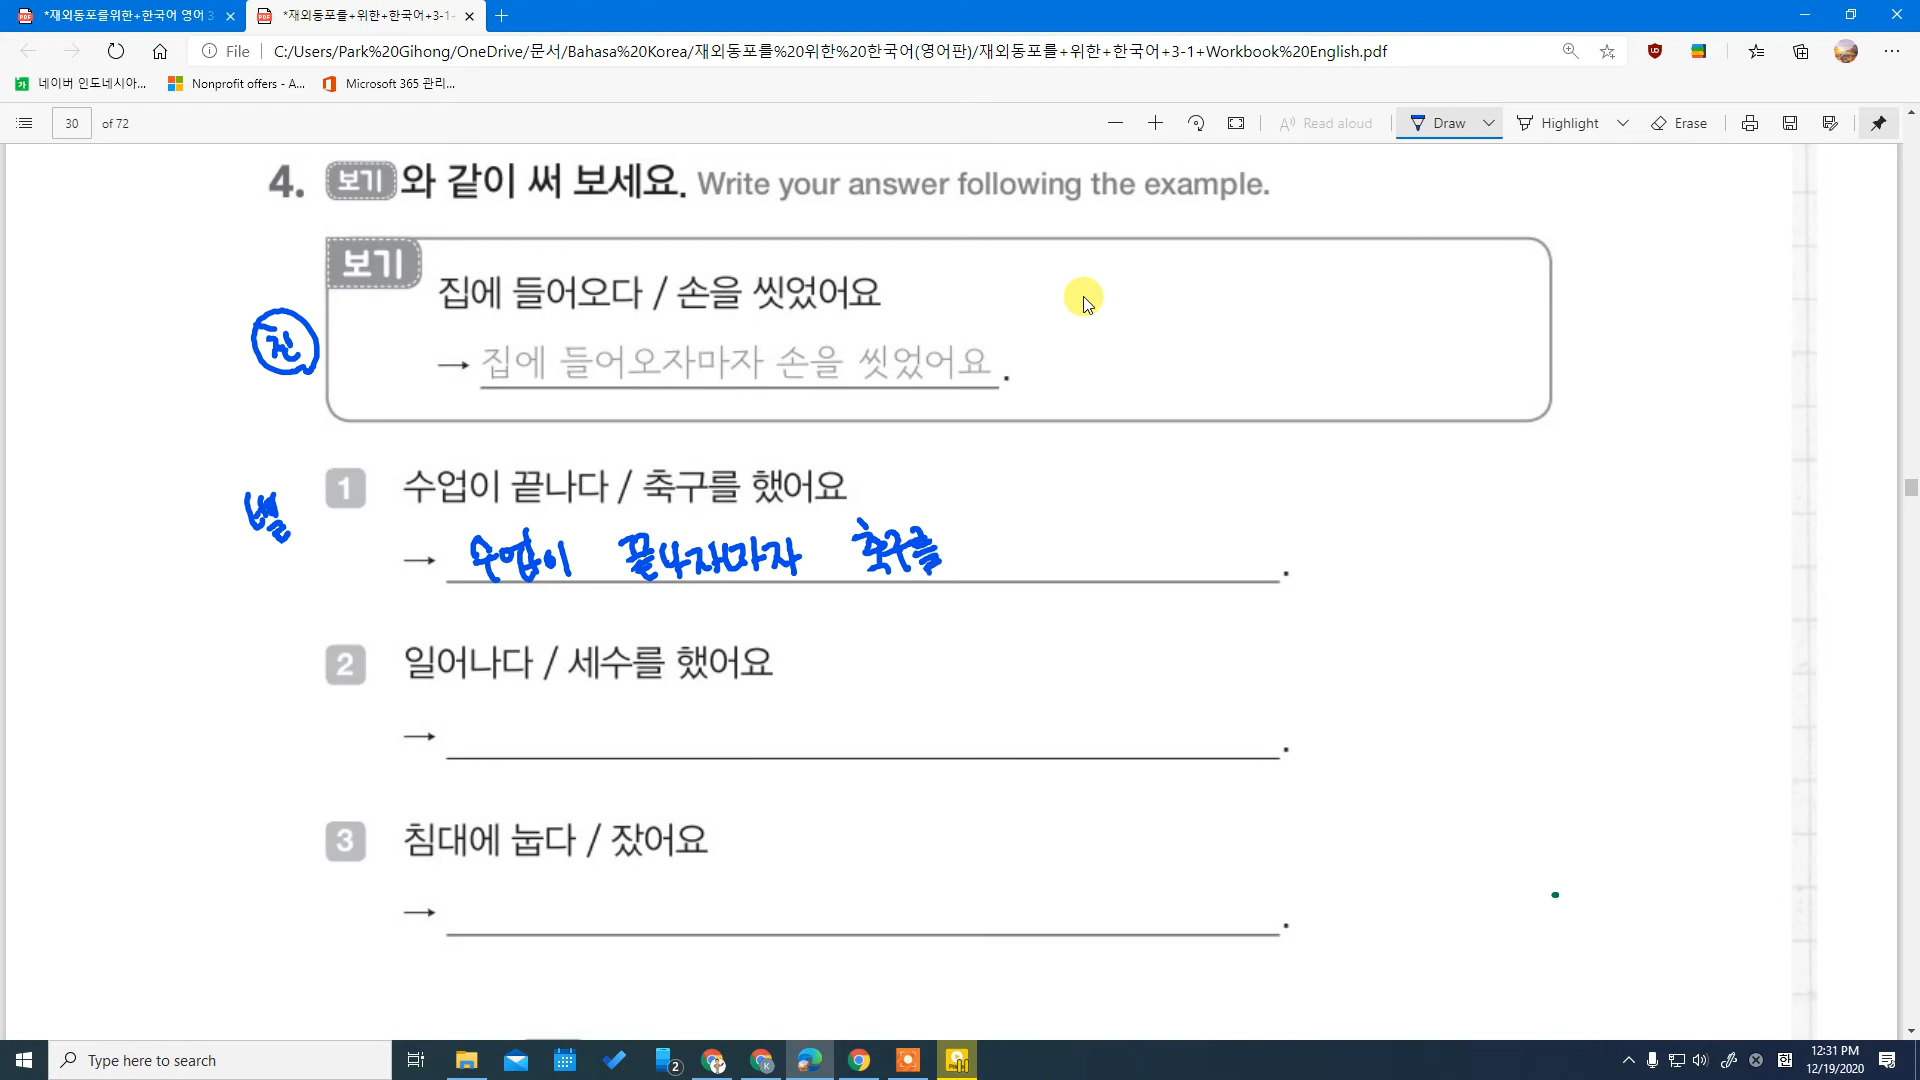 *재외동포를위한+한국어 영어 3
*재외동포를+위한+한국어+3-1-
File
C:/Users/Park%20Gihong/OneDrive/문서/Bahasa%20Korea/재외동포를%20위한%20한국어(영어판)/재외동포를+위한+한국어+3-1+Workbook%20English.pdf
네이버 인도네시아... Nonprofit offers - A... Microsoft 365 관리...
30 of 72 Read aloud Draw Highlight Erase
4. 보기와 같이 써 보세요. Write your answer following the example.
보기
집에 들어오다 / 손을 씻었어요
→ 집에 들어오자마자 손을 씻었어요.
1 수업이 끝나다 / 축구를 했어요
→ 수업이 끝나자마자 축구를 .
2 일어나다 / 세수를 했어요
→ .
3 침대에 눕다 / 잤어요
→ .
Type here to search
2
한
12:31 PM
12/19/2020